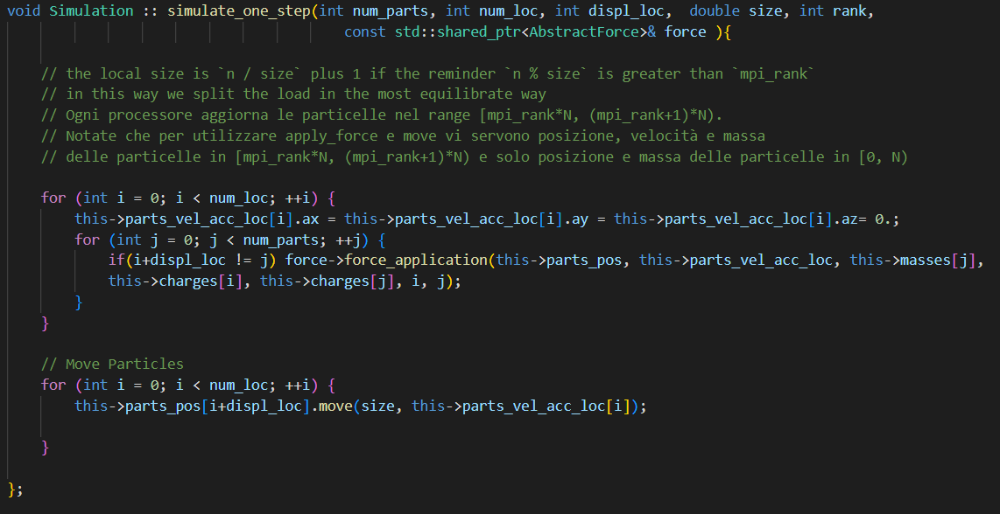 void Simulation :: simulate_one_step(int num_parts, int num_loc, int displ_loc,  double size, int rank,
                                        const std::shared_ptr<AbstractForce>& force ){

    // the local size is `n / size` plus 1 if the reminder `n % size` is greater than `mpi_rank`
    // in this way we split the load in the most equilibrate way
    // Ogni processore aggiorna le particelle nel range [mpi_rank*N, (mpi_rank+1)*N).
    // Notate che per utilizzare apply_force e move vi servono posizione, velocità e massa
    // delle particelle in [mpi_rank*N, (mpi_rank+1)*N) e solo posizione e massa delle particelle in [0, N)

    for (int i = 0; i < num_loc; ++i) {
        this->parts_vel_acc_loc[i].ax = this->parts_vel_acc_loc[i].ay = this->parts_vel_acc_loc[i].az= 0.;
        for (int j = 0; j < num_parts; ++j) {
            if(i+displ_loc != j) force->force_application(this->parts_pos, this->parts_vel_acc_loc, this->masses[j],
            this->charges[i], this->charges[j], i, j);
        }
    }

    // Move Particles
    for (int i = 0; i < num_loc; ++i) {
        this->parts_pos[i+displ_loc].move(size, this->parts_vel_acc_loc[i]);

    }

};